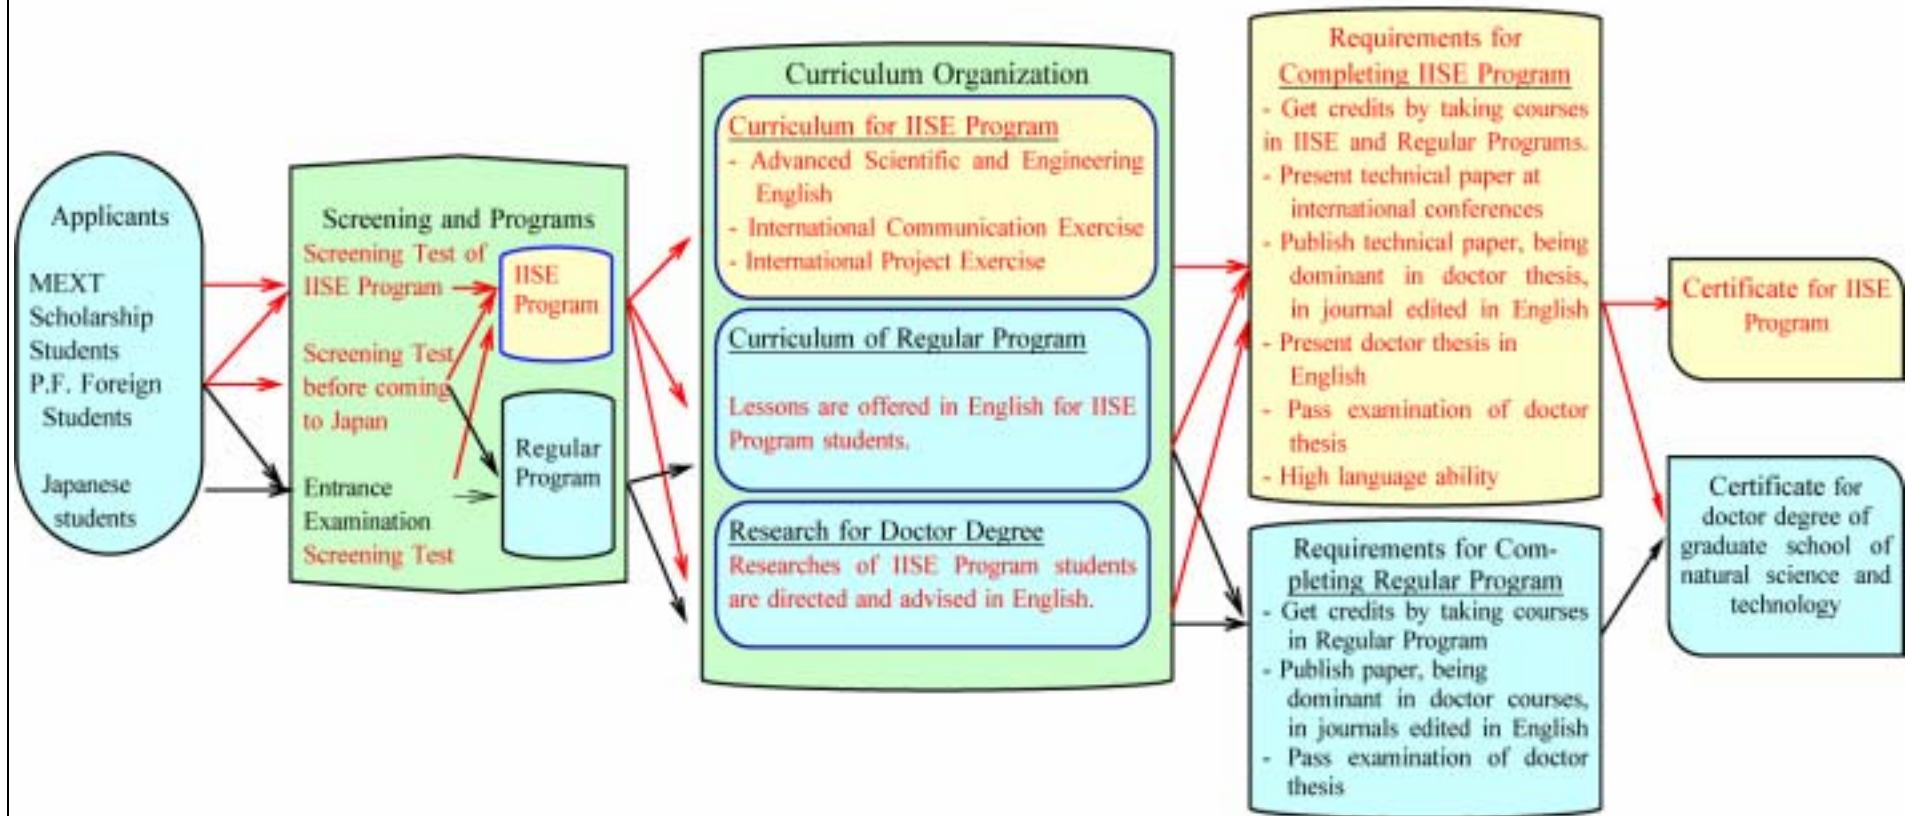 Applicants
MEXT
Scholarship
Students
P.F. Foreign
Students
Japanese
students
Screening and Programs
Screening Test of
IISE Program
Screening Test
before coming
to Japan
Entrance
Examination
Screening Test
IISE
Program
Regular
Program
Curriculum Organization
Curriculum for IISE Program
- Advanced Scientific and Engineering
English
- International Communication Exercise
- International Project Exercise
Curriculum of Regular Program
Lessons are offered in English for IISE
Program students.
Research for Doctor Degree
Researches of IISE Program students
are directed and advised in English.
Requirements for
Completing IISE Program
- Get credits by taking courses
in IISE and Regular Programs.
- Present technical paper at
international conferences
- Publish technical paper, being
dominant in doctor thesis,
in journal edited in English
- Present doctor thesis in
English
- Pass examination of doctor
thesis
- High language ability
Requirements for Com-
pleting Regular Program
- Get credits by taking courses
in Regular Program
- Publish paper, being
dominant in doctor courses,
in journals edited in English
- Pass examination of doctor
thesis
Certificate for IISE
Program
Certificate for
doctor degree of
graduate school of
natural science and
technology